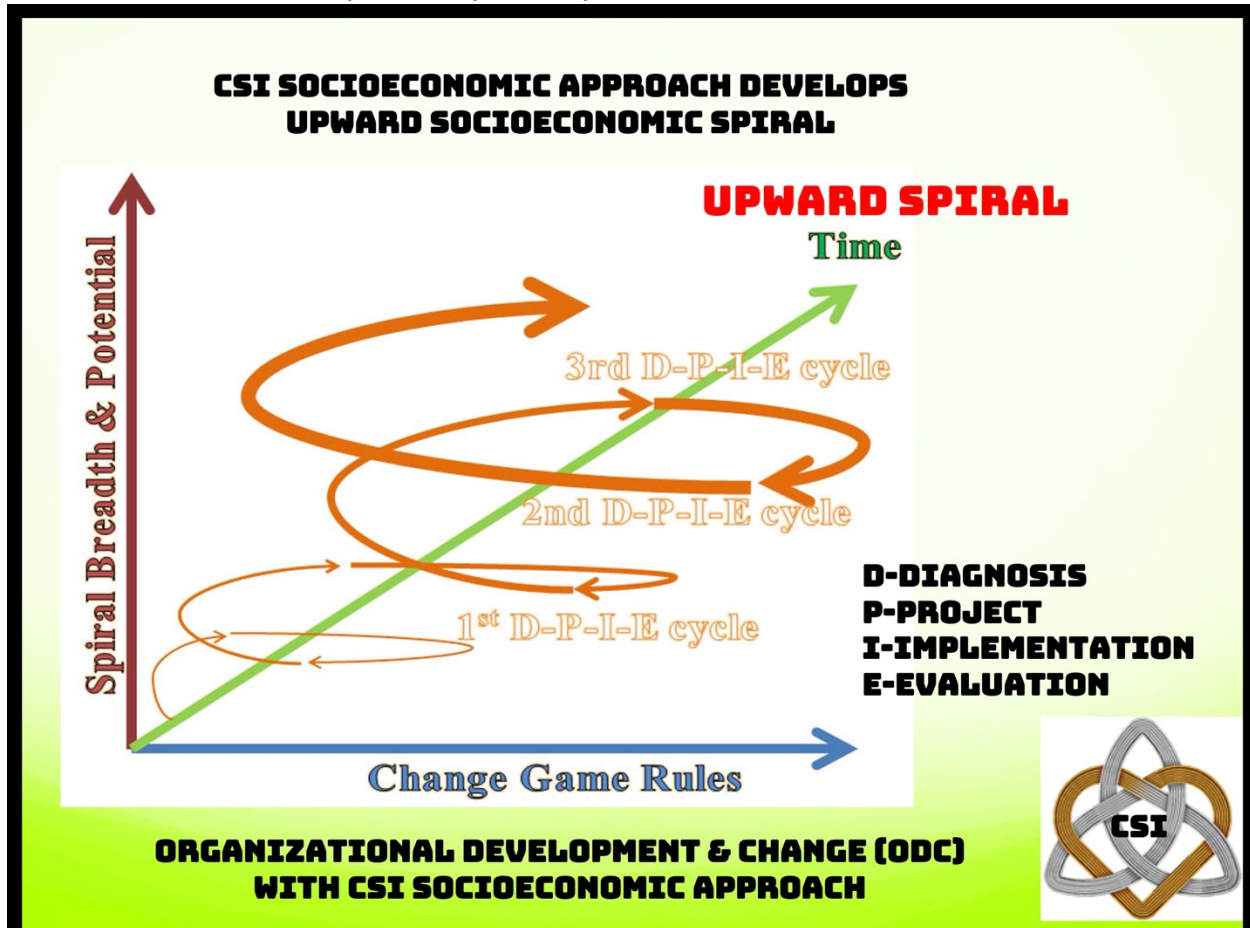 CSI SOCIOECONOMIC APPROACH DEVELOPS
UPWARD SOCIOECONOMIC SPIRAL
UPWARD SPIRAL
Time
Spiral Breadth & Potential
3rd D-P-I-E cycle
2nd D-P-I-E cycle
1st D-P-I-E cycle
D-DIAGNOSIS
P-PROJECT
I-IMPLEMENTATION
E-EVALUATION
Change Game Rules
CSI
ORGANIZATIONAL DEVELOPMENT & CHANGE (ODC)
WITH CSI SOCIOECONOMIC APPROACH